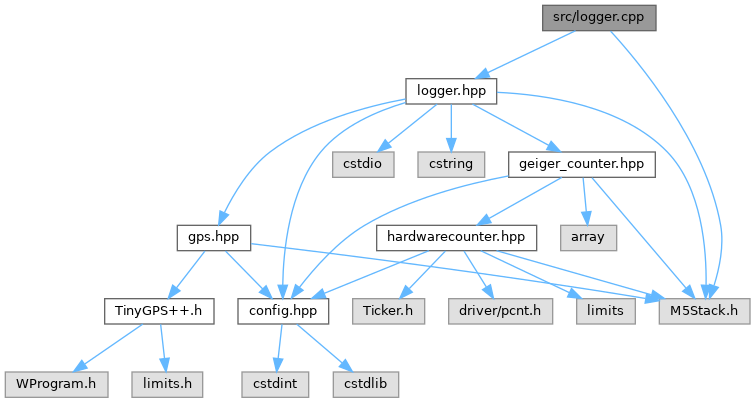 src/logger.cpp
logger.hpp
cstdio
cstring
geiger_counter.hpp
gps.hpp
hardwarecounter.hpp
array
TinyGPS++.h
config.hpp
Ticker.h
driver/pcnt.h
limits
M5Stack.h
WProgram.h
limits.h
cstdint
cstdlib